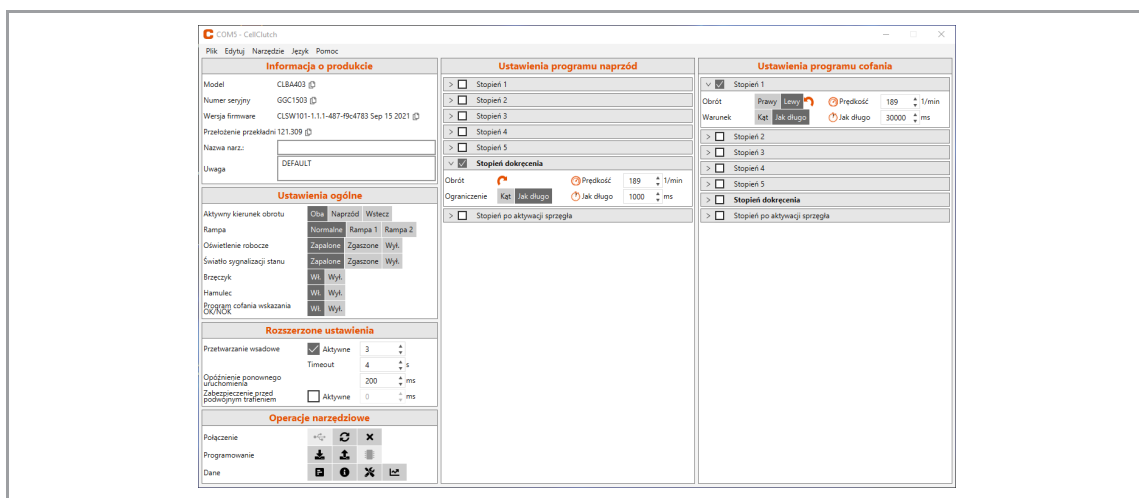 COM5 - CellClutch
Plik Edytuj Narzędzie Język Pomoc
Informacja o produkcie
Model CLBA403
Numer seryjny GGC1503
Wersja firmware CLSW101-1.1.1-487-f9c4783 Sep 15 2021
Przełożenie przekładni 121.309
Nazwa narz.:
Uwaga DEFAULT
Ustawienia ogólne
Aktywny kierunek obrotu Oba Naprzód Wstecz
Rampa Normalne Rampa 1 Rampa 2
Oświetlenie robocze Zapalone Zgaszone Wył.
Światło sygnalizacji stanu Zapalone Zgaszone Wył.
Brzęczyk Wł. Wył.
Hamulec Wł. Wył.
Program cofania wskazania
OK/NOK Wł. Wył.
Rozszerzone ustawienia
Przetwarzanie wsadowe Aktywne 3
Timeout 4 s
Opóźnienie ponownego
uruchomienia 200 ms
Zabezpieczenie przed
podwójnym trafieniem Aktywne 0 ms
Operacje narzędziowe
Połączenie
Programowanie
Dane
Ustawienia programu naprzód
Stopień 1
Stopień 2
Stopień 3
Stopień 4
Stopień 5
Stopień dokręcenia
Obrót Prędkość 189 1/min
Ograniczenie Kąt Jak długo Jak długo 1000 ms
Stopień po aktywacji sprzęgła
Ustawienia programu cofania
Stopień 1
Obrót Prawy Lewy Prędkość 189 1/min
Warunek Kąt Jak długo Jak długo 30000 ms
Stopień 2
Stopień 3
Stopień 4
Stopień 5
Stopień dokręcenia
Stopień po aktywacji sprzęgła